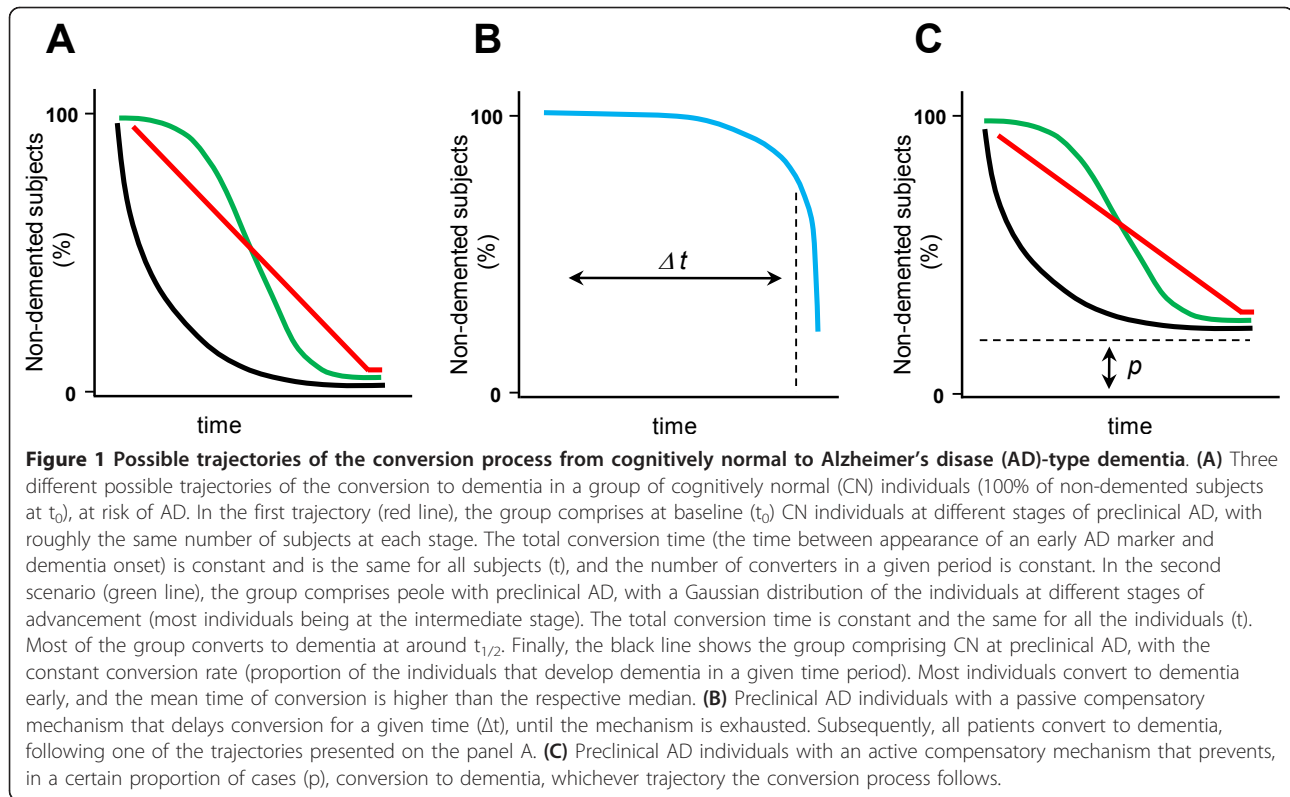 A
B
C
100
0
Non-demented subjects
(%)
time
100
0
Non-demented subjects
(%)
Δt
time
100
0
Non-demented subjects
(%)
p
time
Figure 1 Possible trajectories of the conversion process from cognitively normal to Alzheimer's disase (AD)-type dementia. (A) Three
different possible trajectories of the conversion to dementia in a group of cognitively normal (CN) individuals (100% of non-demented subjects
at t0), at risk of AD. In the first trajectory (red line), the group comprises at baseline (t0) CN individuals at different stages of preclinical AD, with
roughly the same number of subjects at each stage. The total conversion time (the time between appearance of an early AD marker and
dementia onset) is constant and is the same for all subjects (t), and the number of converters in a given period is constant. In the second
scenario (green line), the group comprises peole with preclinical AD, with a Gaussian distribution of the individuals at different stages of
advancement (most individuals being at the intermediate stage). The total conversion time is constant and the same for all the individuals (t).
Most of the group converts to dementia at around t1/2. Finally, the black line shows the group comprising CN at preclinical AD, with the
constant conversion rate (proportion of the individuals that develop dementia in a given time period). Most individuals convert to dementia
early, and the mean time of conversion is higher than the respective median. (B) Preclinical AD individuals with a passive compensatory
mechanism that delays conversion for a given time (Δt), until the mechanism is exhausted. Subsequently, all patients convert to dementia,
following one of the trajectories presented on the panel A. (C) Preclinical AD individuals with an active compensatory mechanism that prevents,
in a certain proportion of cases (p), conversion to dementia, whichever trajectory the conversion process follows.